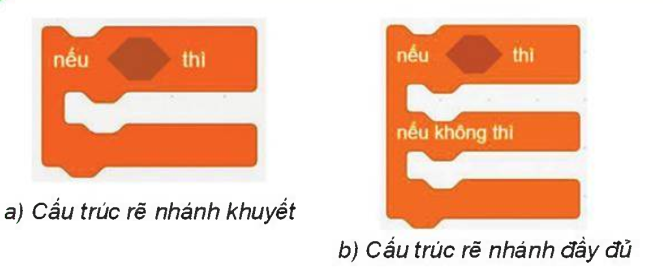 nếu thì
a) Cấu trúc rẽ nhánh khuyết
nếu thì
nếu không thì
b) Cấu trúc rẽ nhánh đầy đủ